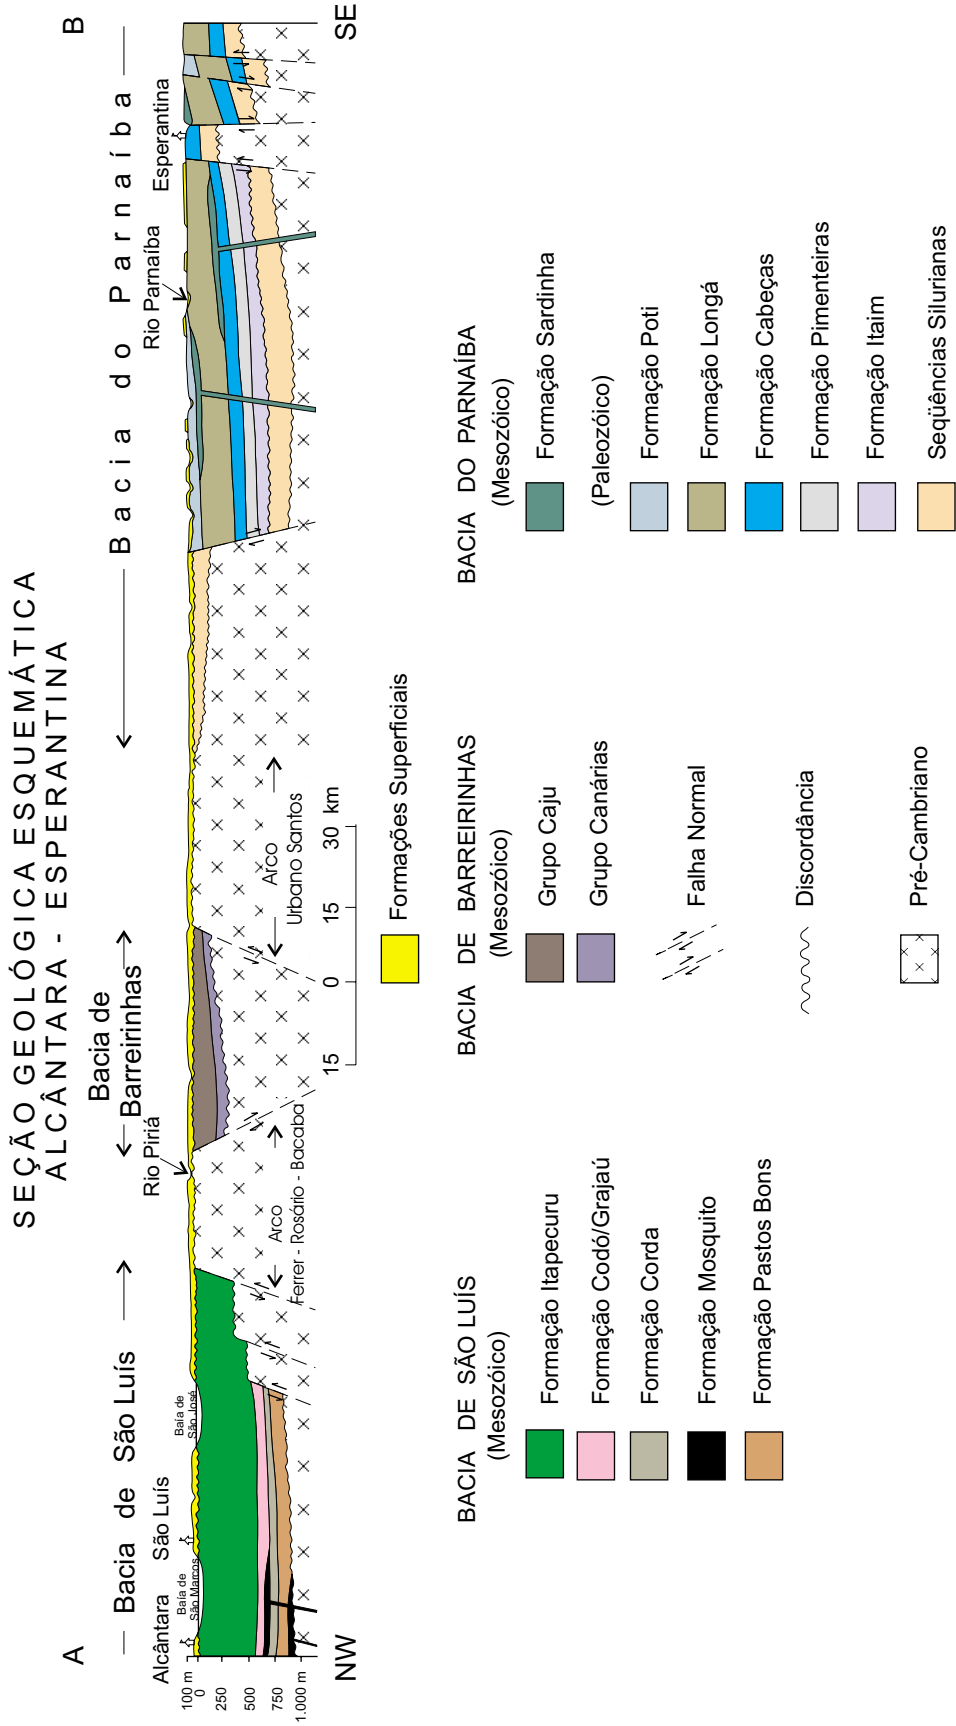 SEÇÃO GEOLÓGICA ESQUEMÁTICA
ALCÂNTARA - ESPERANTINA
A
B
Bacia de São Luís
Bacia de
Barreirinhas
Bacia do Parnaíba
Alcântara
Baía de
São Marcos
São Luís
Baía de
São José
Rio Piriá
Rio Parnaíba
Esperantina
100 m
0
250
500
750
1.000 m
Arco
Ferrer - Rosário - Bacaba
Arco
Urbano Santos
NW
SE
15
0
15
30
km
Formações Superficiais
BACIA DE SÃO LUÍS
(Mesozóico)
Formação Itapecuru
Formação Codó/Grajaú
Formação Corda
Formação Mosquito
Formação Pastos Bons
BACIA DE BARREIRINHAS
(Mesozóico)
Grupo Caju
Grupo Canárias
Falha Normal
Discordância
Pré-Cambriano
BACIA DO PARNAÍBA
(Mesozóico)
Formação Sardinha
(Paleozóico)
Formação Poti
Formação Longá
Formação Cabeças
Formação Pimenteiras
Formação Itaim
Seqüências Silurianas